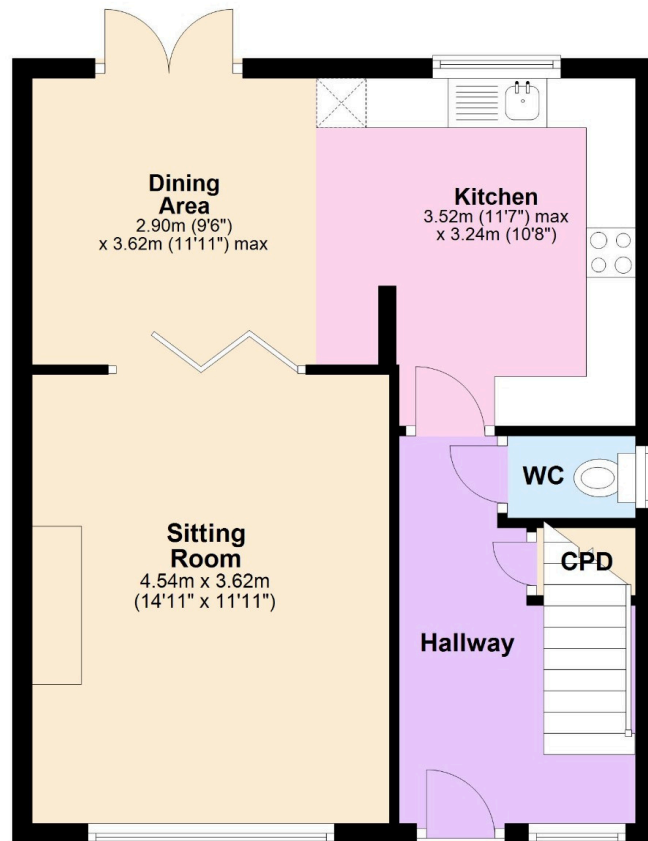 Dining
Area
2.90m (9'6")
x 3.62m (11'11") max
Kitchen
3.52m (11'7") max
x 3.24m (10'8")
WC
CPD
Sitting
Room
4.54m x 3.62m
(14'11" x 11'11")
Hallway